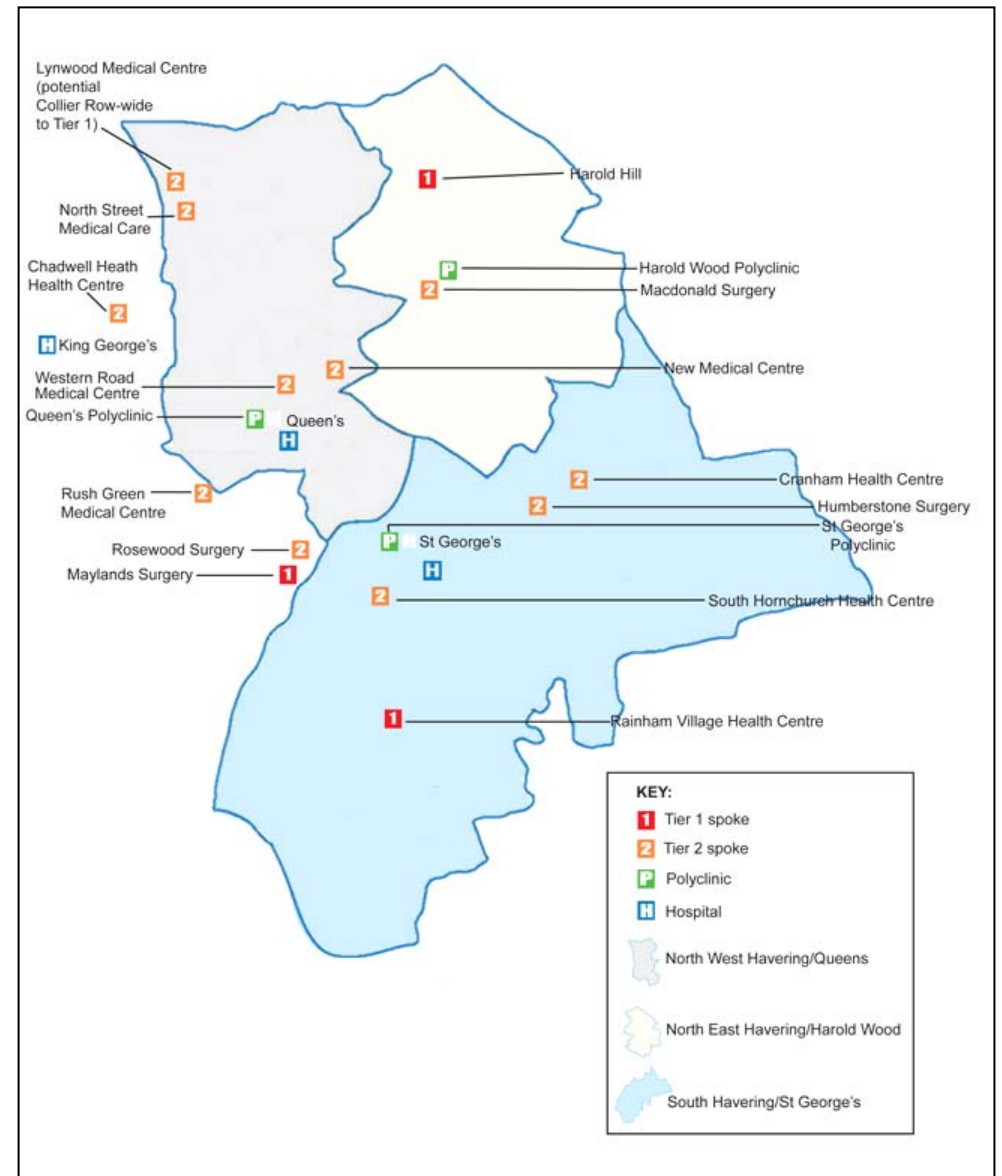 Lynwood Medical Centre
(potential
Collier Row-wide
to Tier 1)
2
1
Harold Hill
North Street
Medical Care
2
Chadwell Heath
Health Centre
2
P
Harold Wood Polyclinic
2
Macdonald Surgery
H King George's
2
New Medical Centre
Western Road
Medical Centre
2
Queen's Polyclinic
P H Queen's
H
Rush Green
Medical Centre
2
2
Cranham Health Centre
2
Humberstone Surgery
St George's
Polyclinic
P H St George's
H
Rosewood Surgery
2
Maylands Surgery
1
2
South Hornchurch Health Centre
1
Rainham Village Health Centre
KEY:
1 Tier 1 spoke
2 Tier 2 spoke
P Polyclinic
H Hospital
North West Havering/Queens
North East Havering/Harold Wood
South Havering/St George's